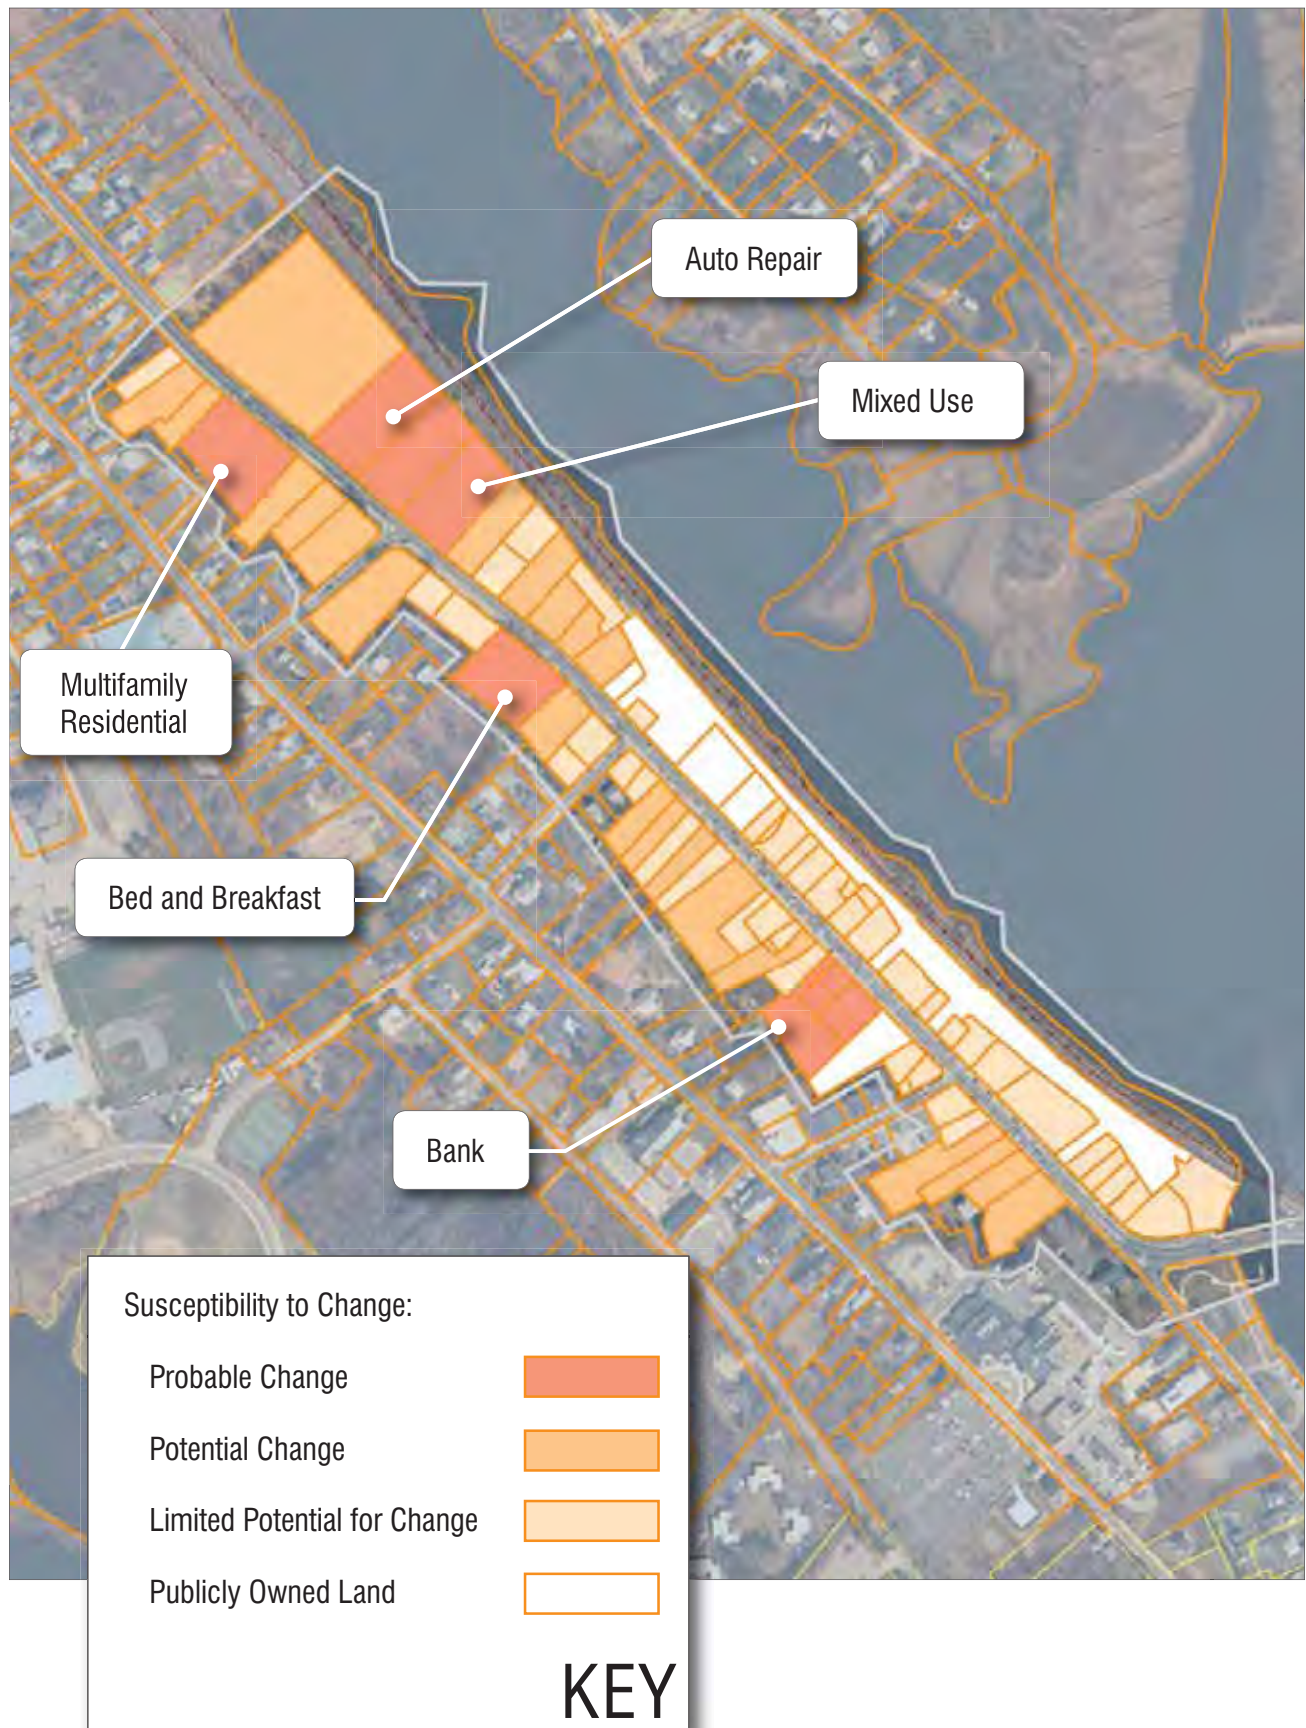 Auto Repair
Mixed Use
Multifamily
Residential
Bed and Breakfast
Bank
Susceptibility to Change:
Probable Change
Potential Change
Limited Potential for Change
Publicly Owned Land
KEY